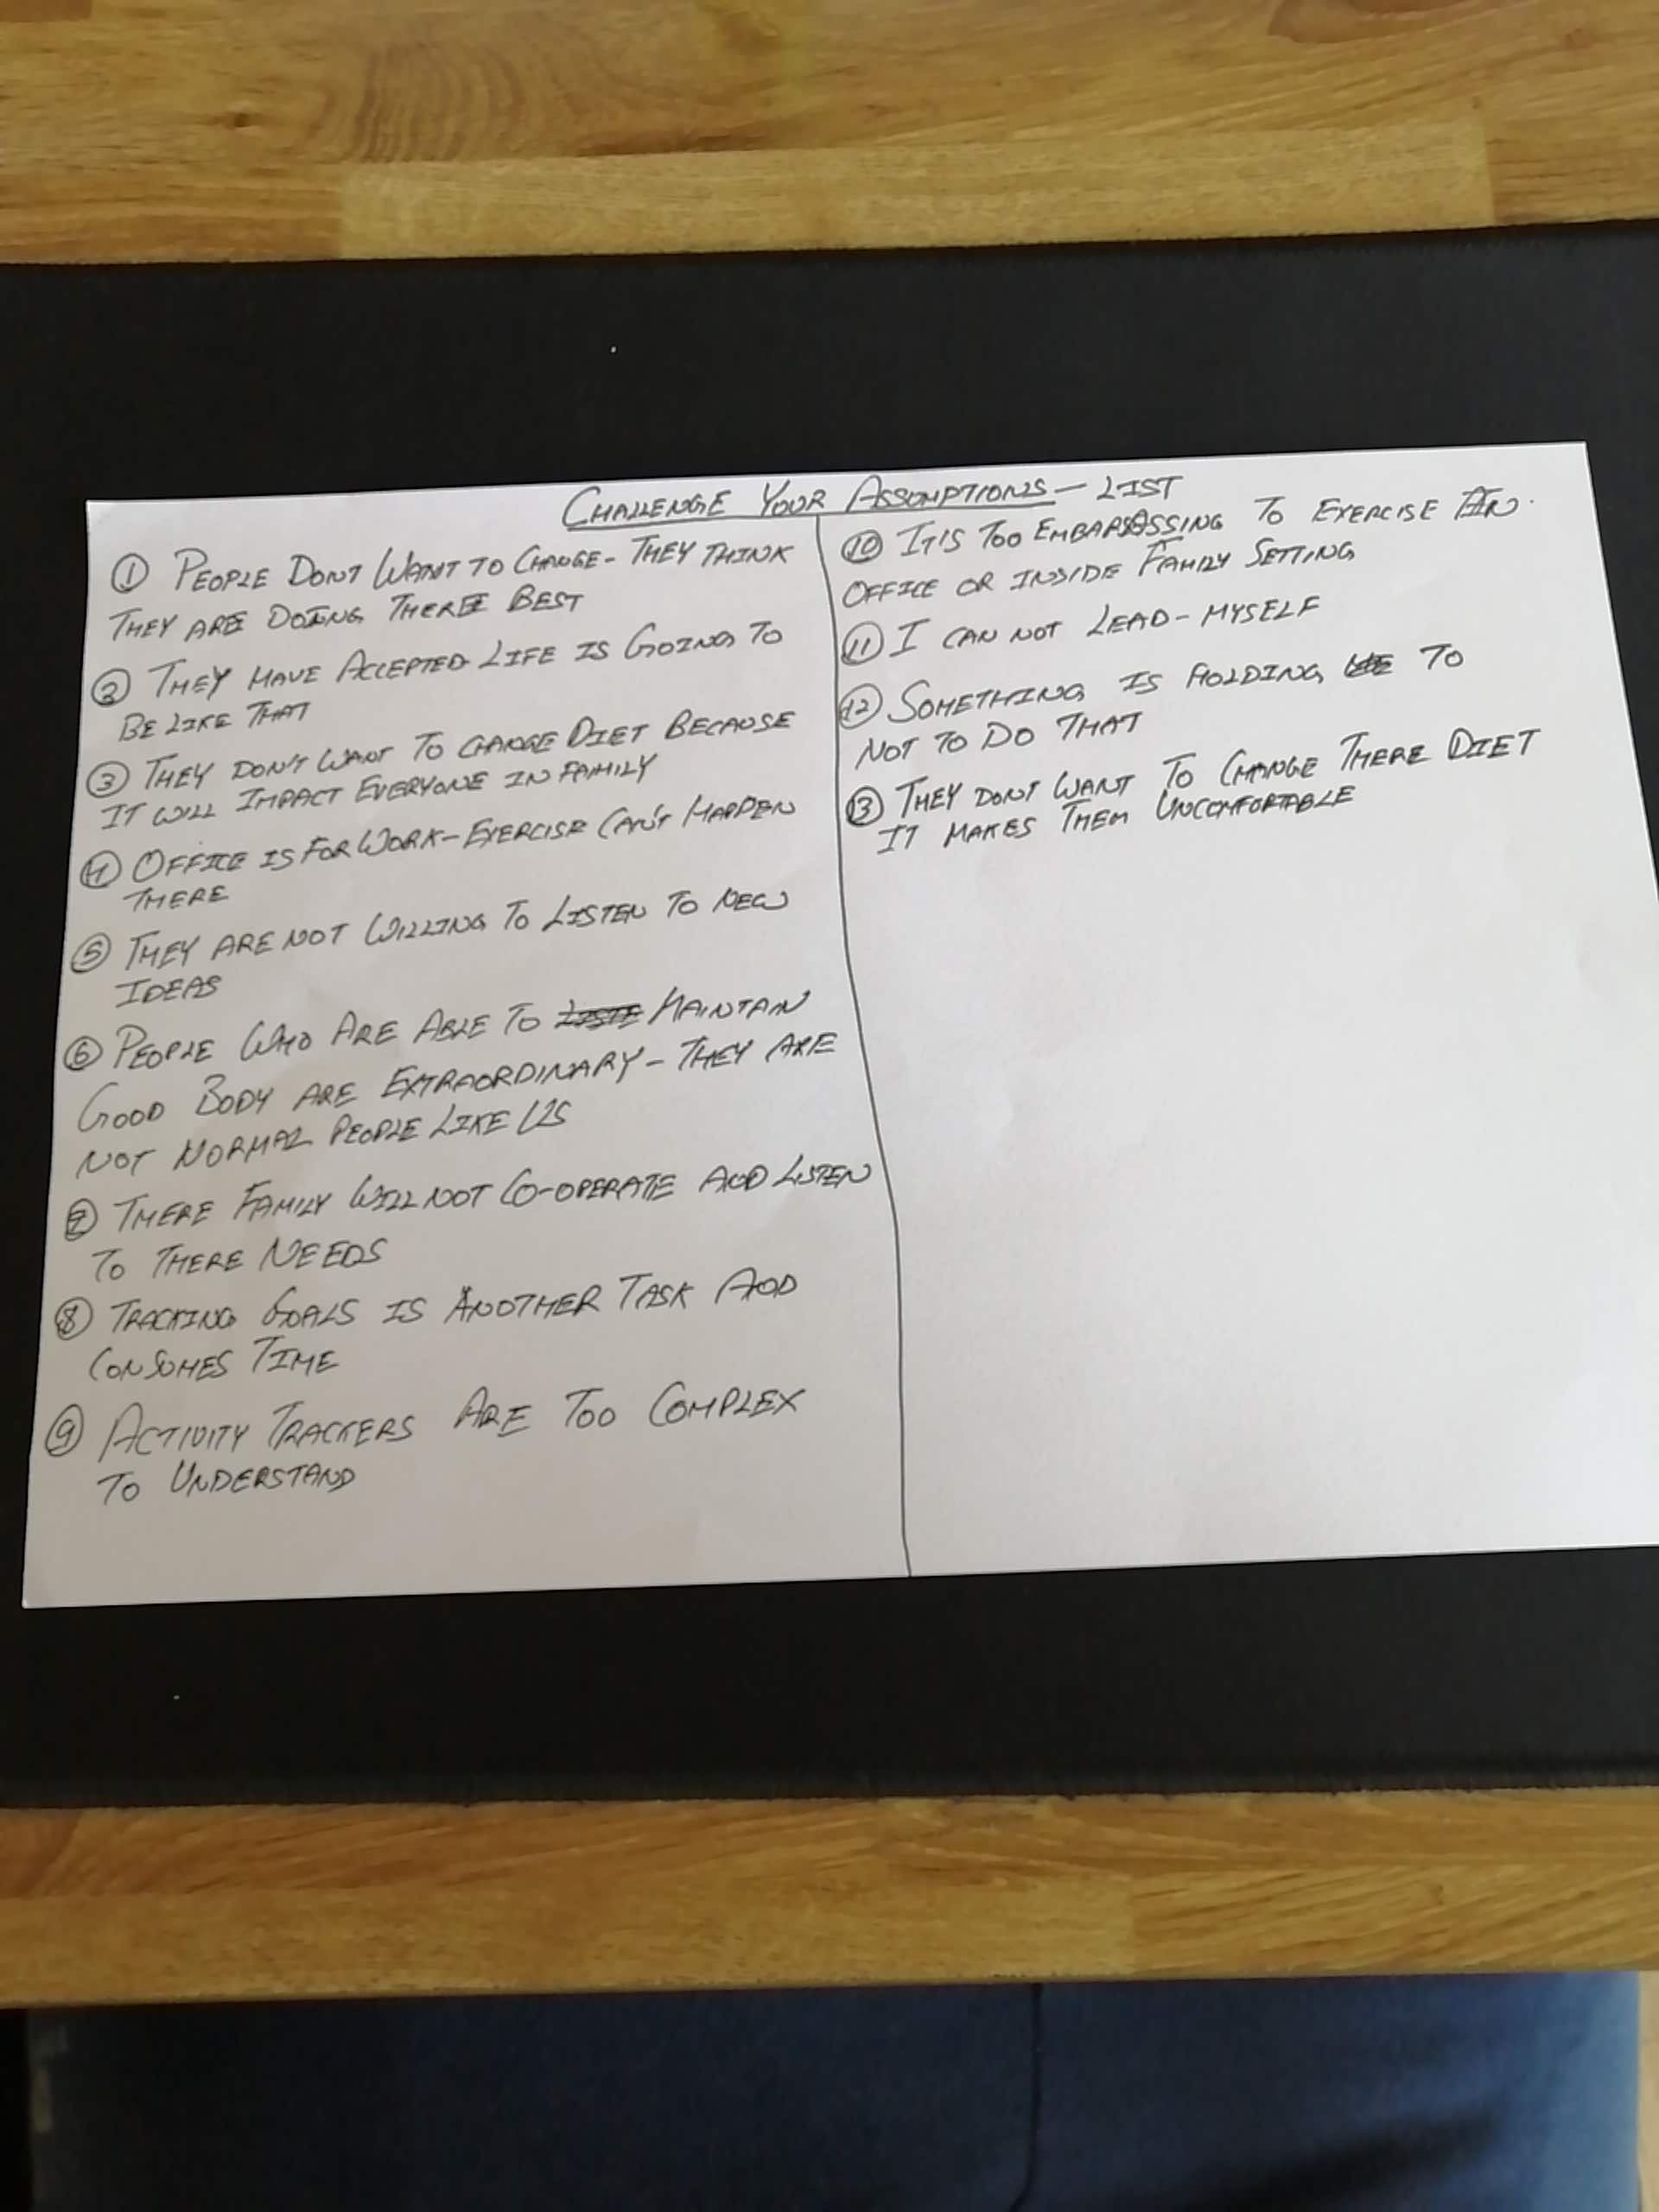 CHALLENGE YOUR ASSUMPTIONS - LIST
① PEOPLE DONT WANT TO CHANGE - THEY THINK
THEY ARE DOING THERE BEST
② THEY HAVE ACCEPTED LIFE IS GOING TO
BE LIKE THAT
③ THEY DON'T WANT TO CHANGE DIET BECAUSE
IT WILL IMPACT EVERYONE IN FAMILY
④ OFFICE IS FOR WORK - EXERCISE CAN'T HAPPEN
THERE
⑤ THEY ARE NOT WILLING TO LISTEN TO NEW
IDEAS
⑥ PEOPLE WHO ARE ABLE TO MAINTAIN
GOOD BODY ARE EXTRAORDINARY - THEY ARE
NOT NORMAL PEOPLE LIKE US
⑦ THERE FAMILY WILL NOT CO-OPERATE AND LISTEN
TO THERE NEEDS
⑧ TRACKING GOALS IS ANOTHER TASK AND
CONSUMES TIME
⑨ ACTIVITY TRACKERS ARE TOO COMPLEX
TO UNDERSTAND
⑩ IT'S TOO EMBARSASSING TO EXERCISE IN
OFFICE OR INSIDE FAMILY SETTING
⑪ I CAN NOT LEAD - MYSELF
⑫ SOMETHING IS HOLDING TO
NOT TO DO THAT
⑬ THEY DONT WANT TO CHANGE THERE DIET
IT MAKES THEM UNCOMFORTABLE